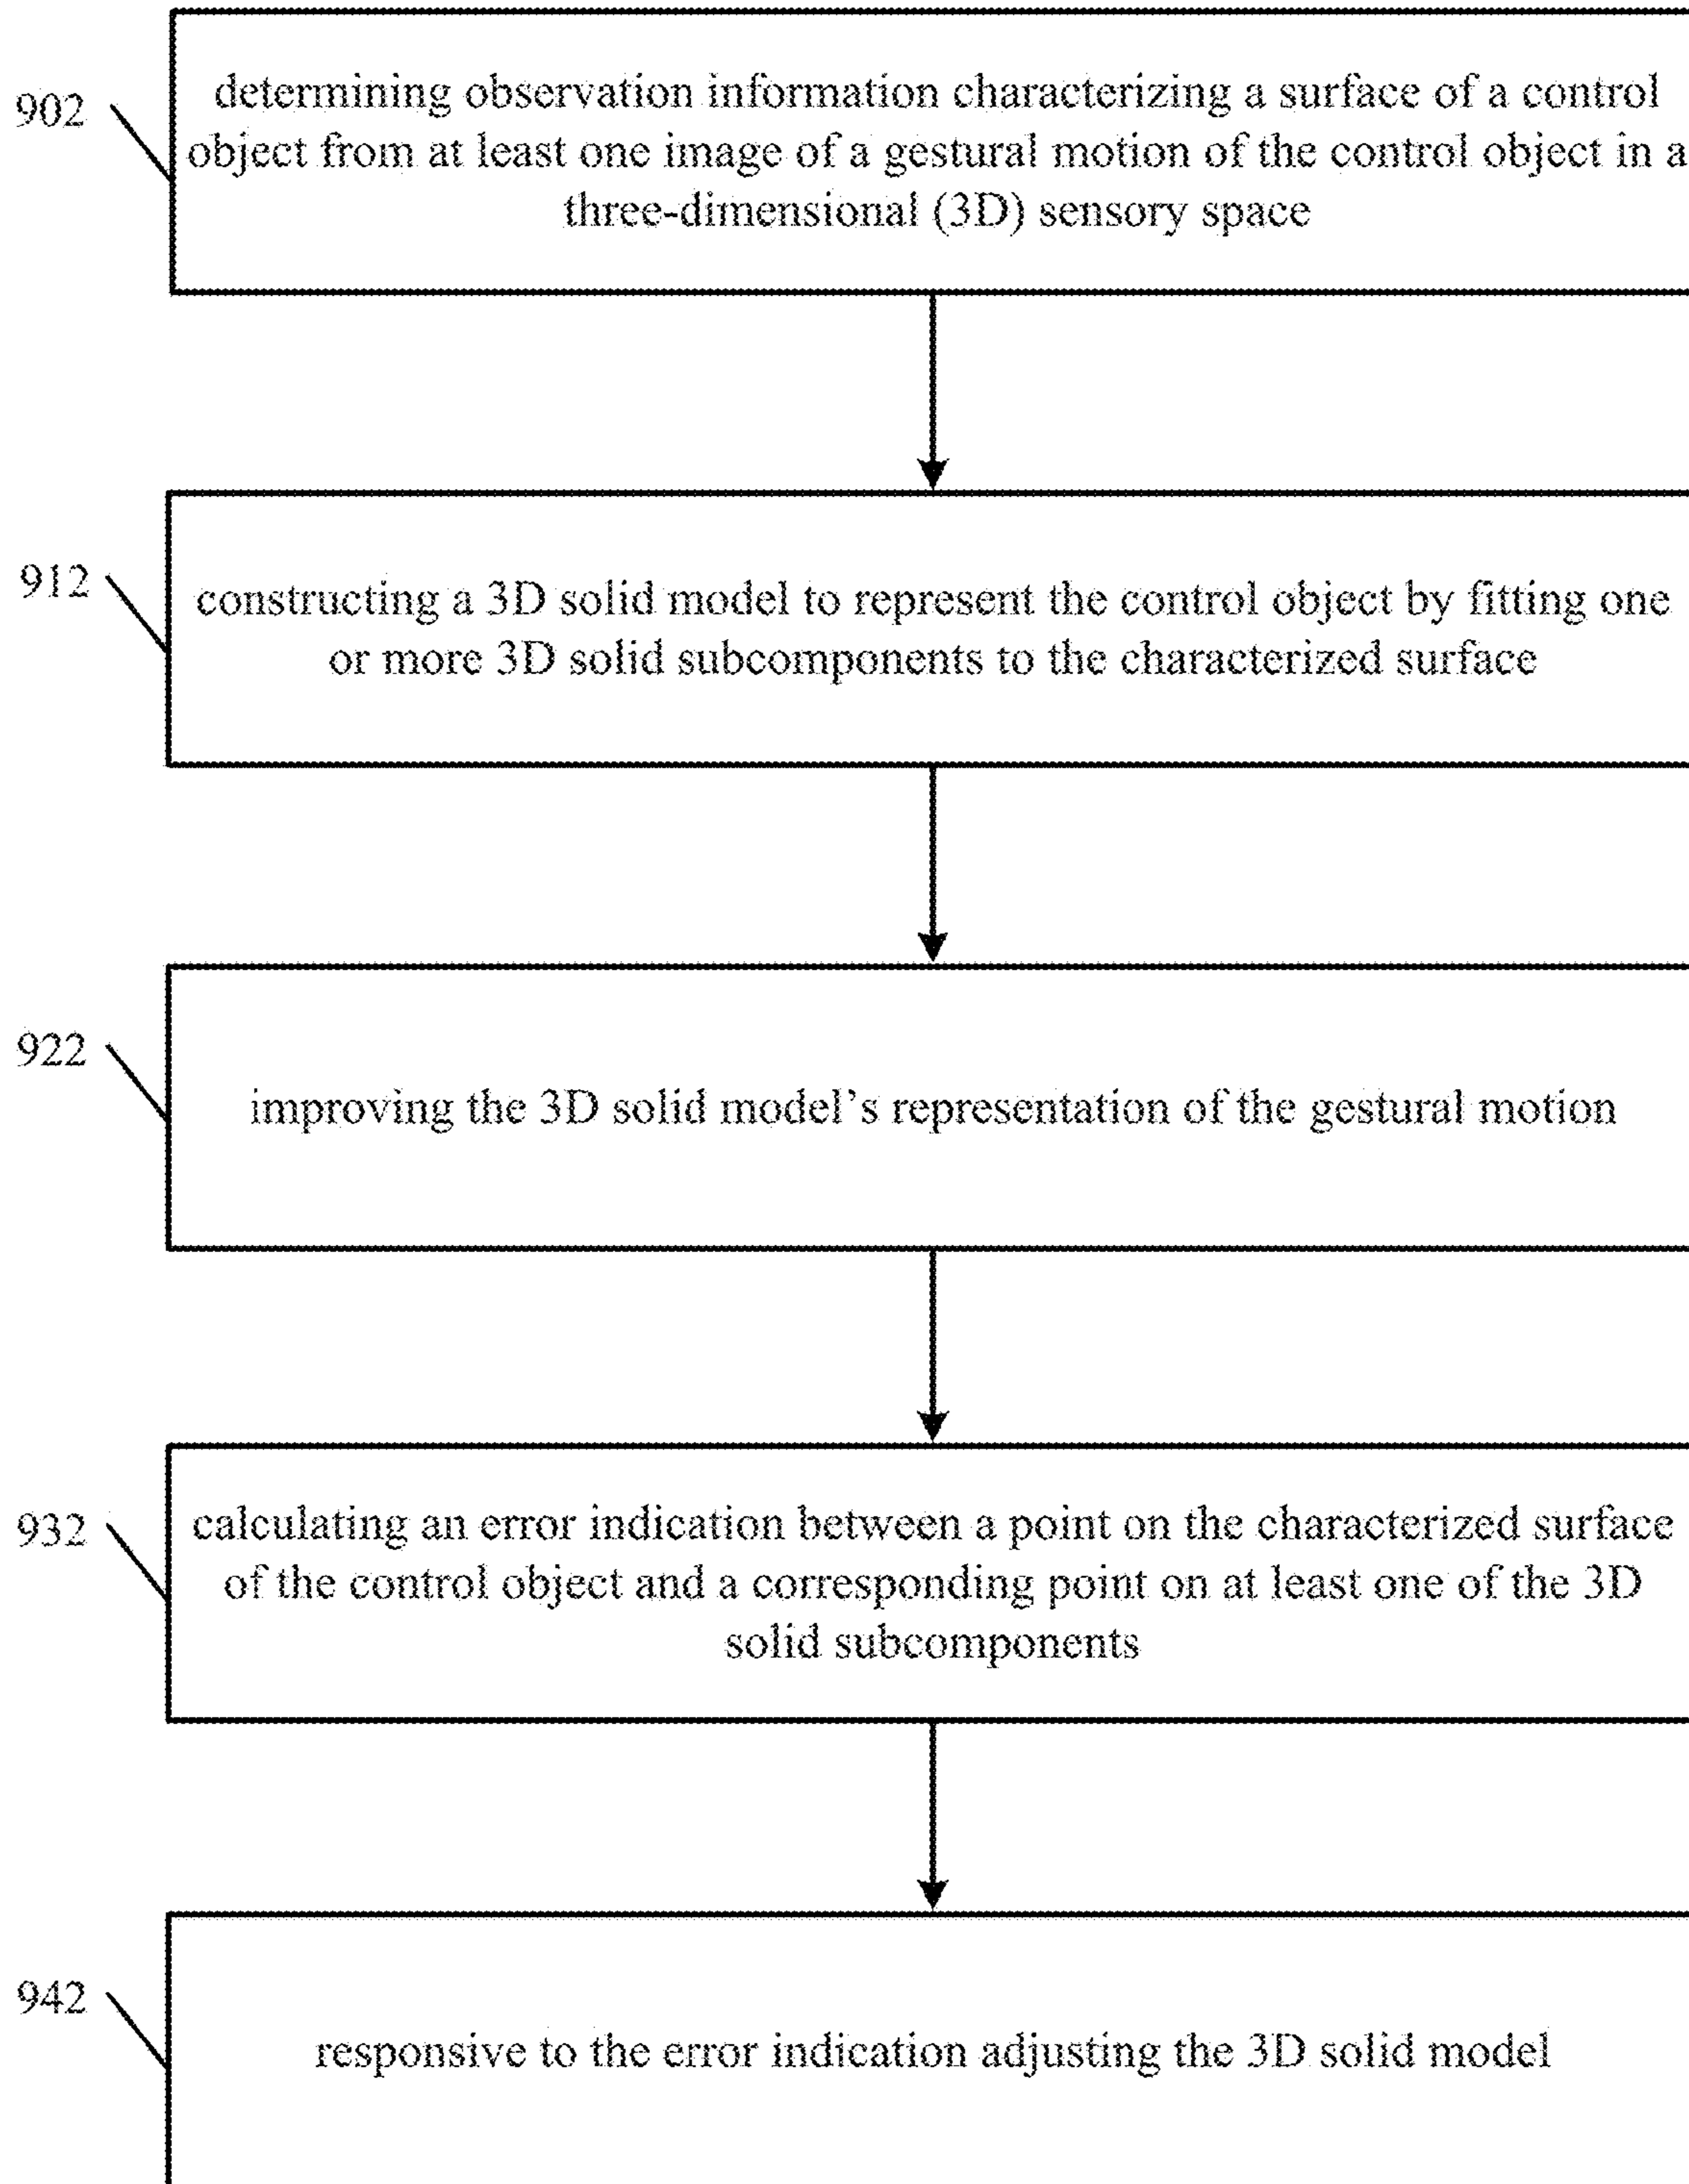 902
determining observation information characterizing a surface of a control
object from at least one image of a gestural motion of the control object in a
three-dimensional (3D) sensory space
912
constructing a 3D solid model to represent the control object by fitting one
or more 3D solid subcomponents to the characterized surface
922
improving the 3D solid model’s representation of the gestural motion
932
calculating an error indication between a point on the characterized surface
of the control object and a corresponding point on at least one of the 3D
solid subcomponents
942
responsive to the error indication adjusting the 3D solid model